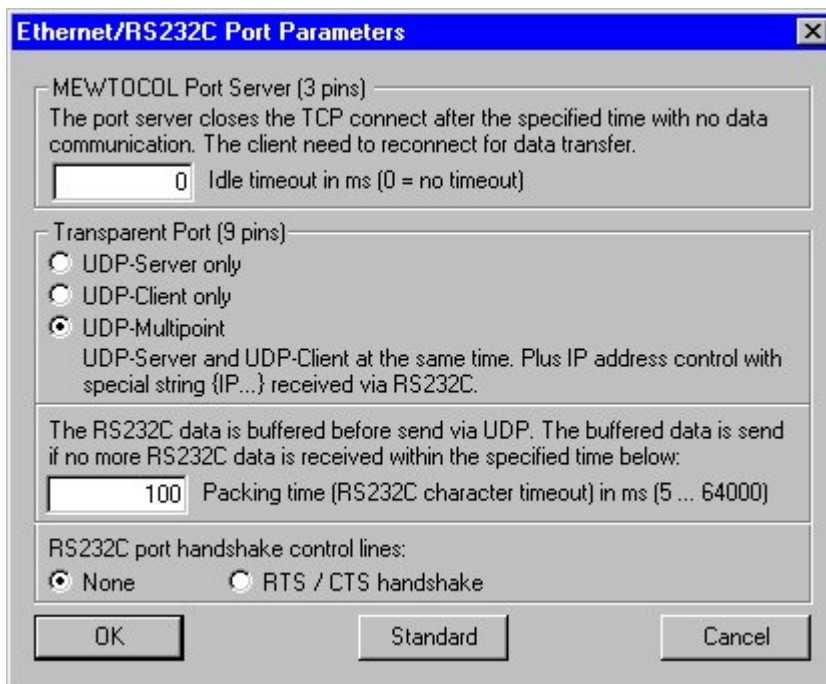 Ethernet/RS232C Port Parameters
MEWTOCOL Port Server (3 pins)
The port server closes the TCP connect after the specified time with no data
communication. The client need to reconnect for data transfer.
0 Idle timeout in ms (0 = no timeout)
Transparent Port (9 pins)
UDP-Server only
UDP-Client only
UDP-Multipoint
UDP-Server and UDP-Client at the same time. Plus IP address control with
special string {IP...} received via RS232C.
The RS232C data is buffered before send via UDP. The buffered data is send
if no more RS232C data is received within the specified time below:
100 Packing time (RS232C character timeout) in ms (5 ... 64000)
RS232C port handshake control lines:
None RTS / CTS handshake
OK Standard Cancel